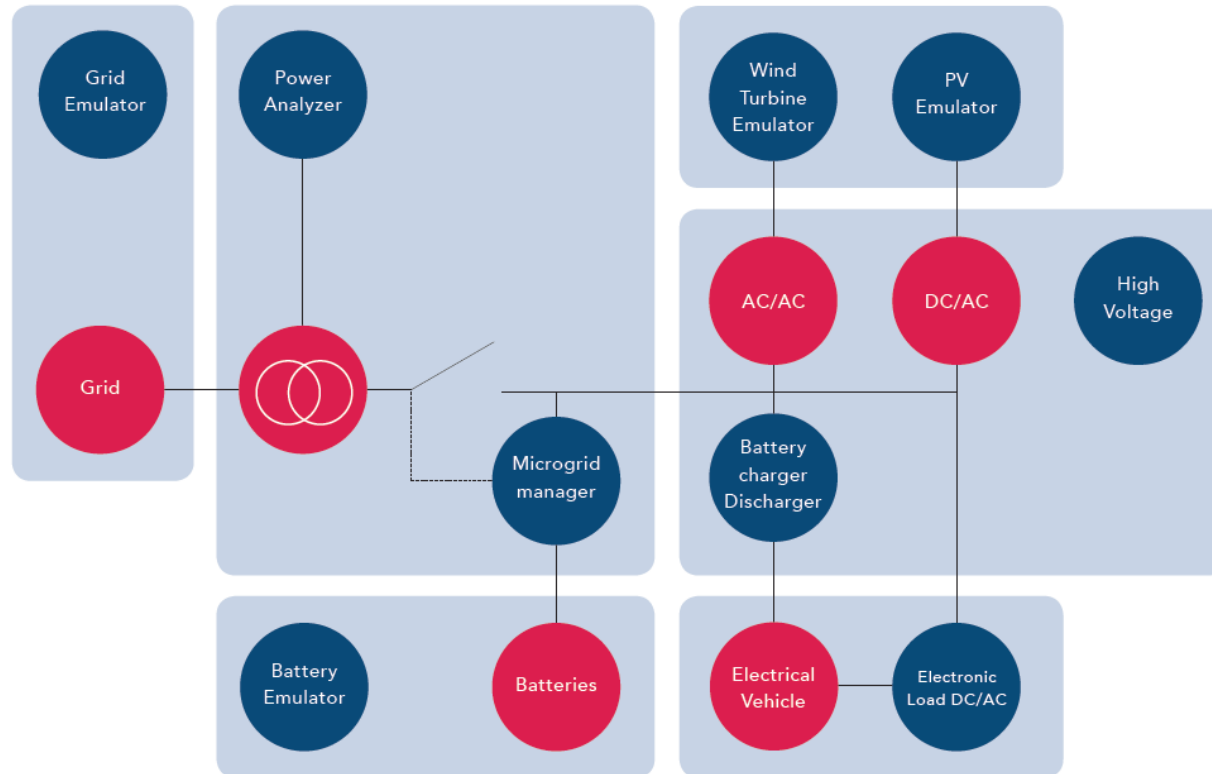 Grid
Emulator
Power
Analyzer
Wind
Turbine
Emulator
PV
Emulator
AC/AC
DC/AC
High
Voltage
Grid
Microgrid
manager
Battery
charger
Discharger
Battery
Emulator
Batteries
Electrical
Vehicle
Electronic
Load DC/AC